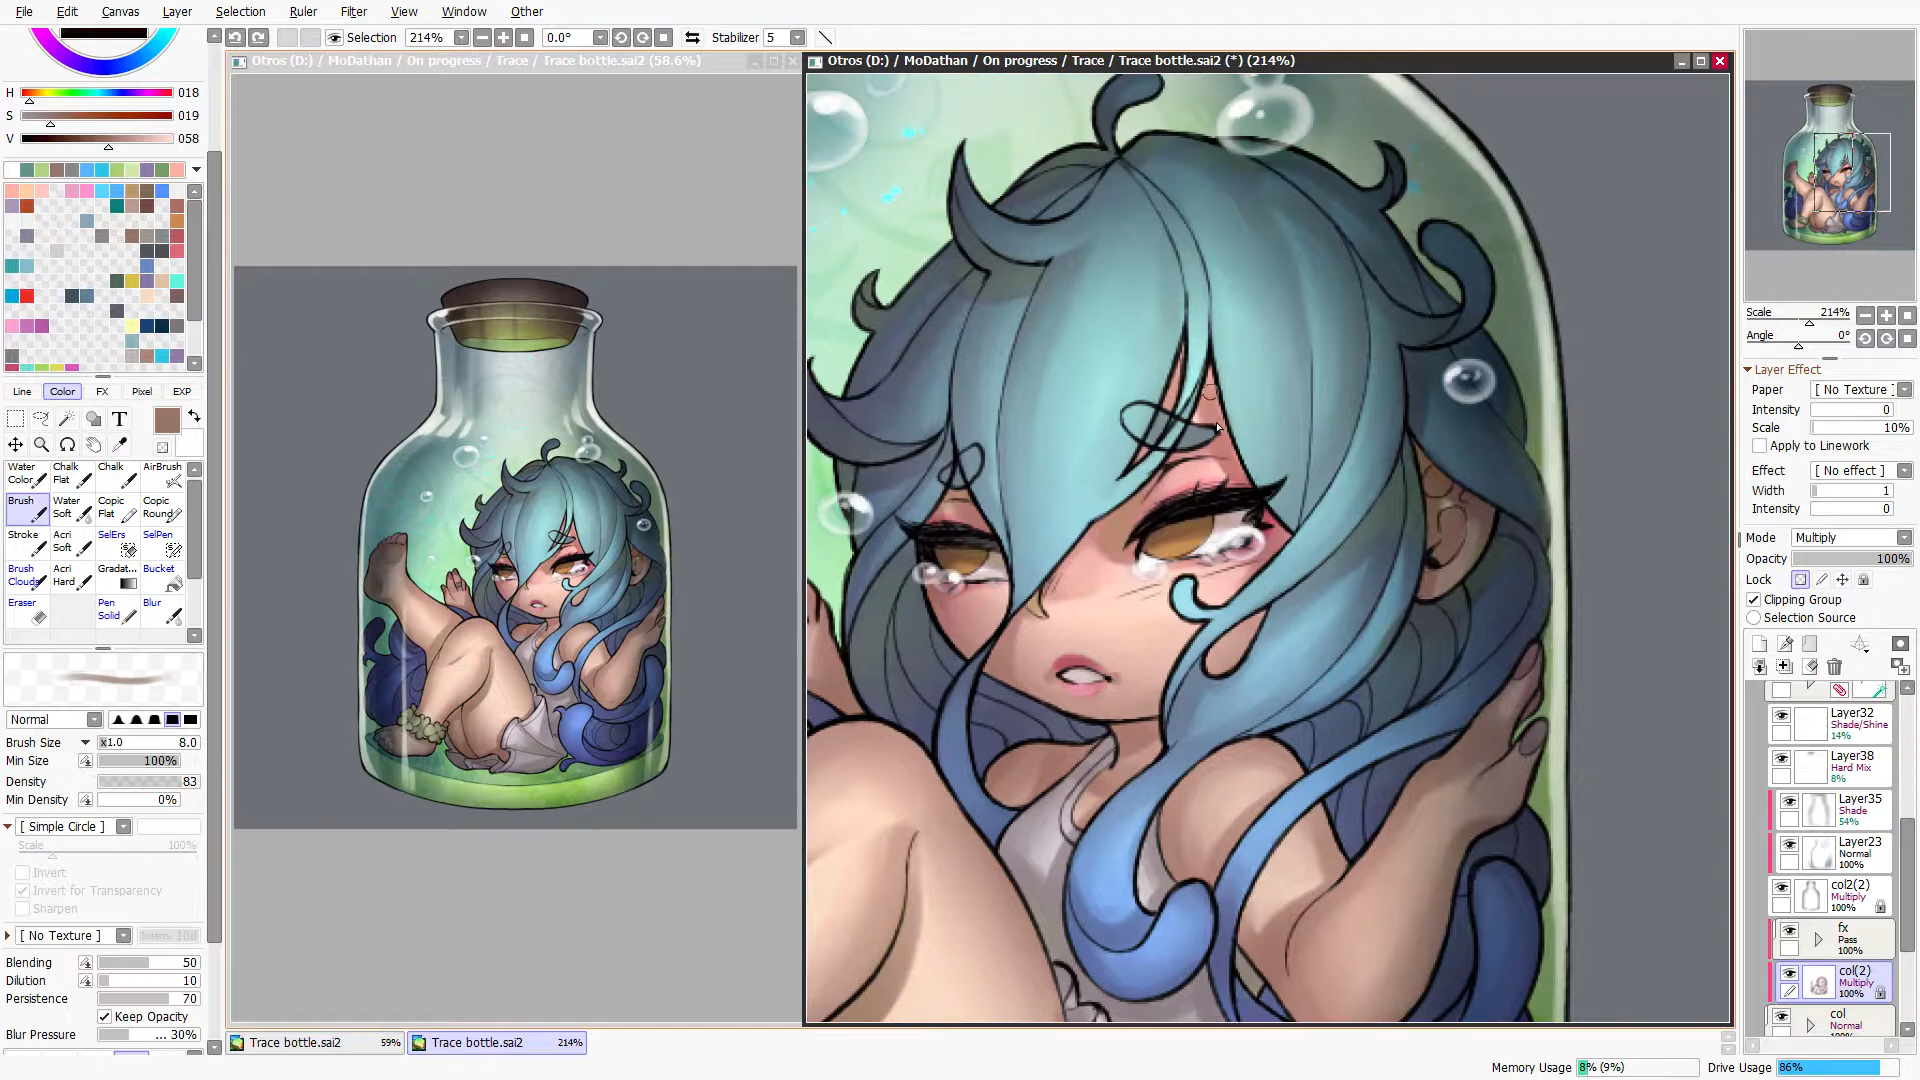 File Edit Canvas Layer Selection Ruler Filter View Window Other
Selection 214% 0.0° Stabilizer 5
Otros (D:) / MoDathan / On progress / Trace / Trace bottle.sai2 (58.6%)
Otros (D:) / MoDathan / On progress / Trace / Trace bottle.sai2 (*) (214%)
H 018
S 019
V 058
Line Color FX Pixel EXP
T
Water Color
Chalk Flat
Chalk
AirBrush
Brush
Water Soft
Copic Flat
Copic Round
Stroke
Acri Soft
SelErs
SelPen
Brush Clouds
Acri Hard
Gradat...
Bucket
Eraser
Pen Solid
Blur
Normal
Brush Size x1.0 8.0
Min Size 100%
Density 83
Min Density 0%
[ Simple Circle ]
Scale 100%
Invert
Invert for Transparency
Sharpen
[ No Texture ] Intens 100
Blending 50
Dilution 10
Persistence 70
Keep Opacity
Blur Pressure ... 30%
Trace bottle.sai2 59%
Trace bottle.sai2 214%
Scale 214%
Angle 0°
Layer Effect
Paper [ No Texture ]
Intensity 0
Scale 10%
Apply to Linework
Effect [ No effect ]
Width 1
Intensity 0
Mode Multiply
Opacity 100%
Lock
Clipping Group
Selection Source
Layer32
Shade/Shine
14%
Layer38
Hard Mix
8%
Layer35
Shade
54%
Layer23
Normal
100%
col2(2)
Multiply
100%
fx
Pass
100%
col(2)
Multiply
100%
col
Normal
Memory Usage 8% (9%) Drive Usage 86%